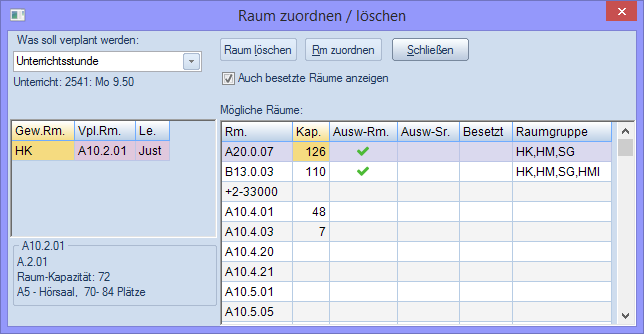 Raum zuordnen / löschen
Was soll verplant werden:
Unterrichtsstunde
Unterricht: 2541: Mo 9.50
Raum löschen Rm zuordnen Schließen
Auch besetzte Räume anzeigen
Mögliche Räume:
Gew.Rm. Vpl.Rm. Le.
HK A10.2.01 Just
Rm. Kap. Ausw-Rm. Ausw-Sr. Besetzt Raumgruppe
A20.0.07 126 HK,HM,SG
B13.0.03 110 HK,HM,SG,HMI
+2-33000
A10.4.01 48
A10.4.03 7
A10.4.20
A10.4.21
A10.5.01
A10.5.05
A10.2.01
A.2.01
Raum-Kapazität: 72
A5 - Hörsaal, 70- 84 Plätze